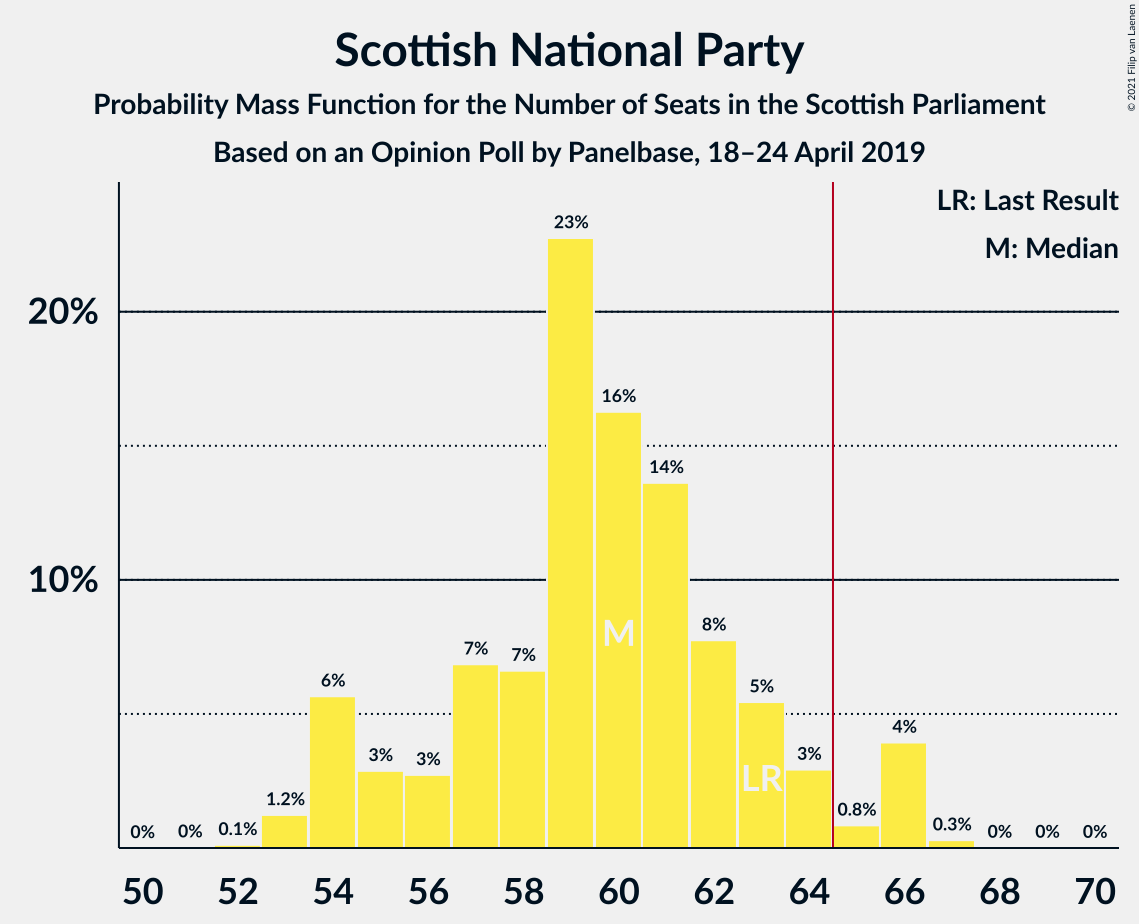 Scottish National Party
Probability Mass Function for the Number of Seats in the Scottish Parliament
Based on an Opinion Poll by Panelbase, 18–24 April 2019
© 2021 Filip van Laenen
LR: Last Result
M: Median
20%
10%
0%
0%
0.1%
1.2%
6%
3%
3%
7%
7%
23%
16%
14%
8%
5%
3%
0.8%
4%
0.3%
0%
0%
0%
M
LR
50 52 54 56 58 60 62 64 66 68 70